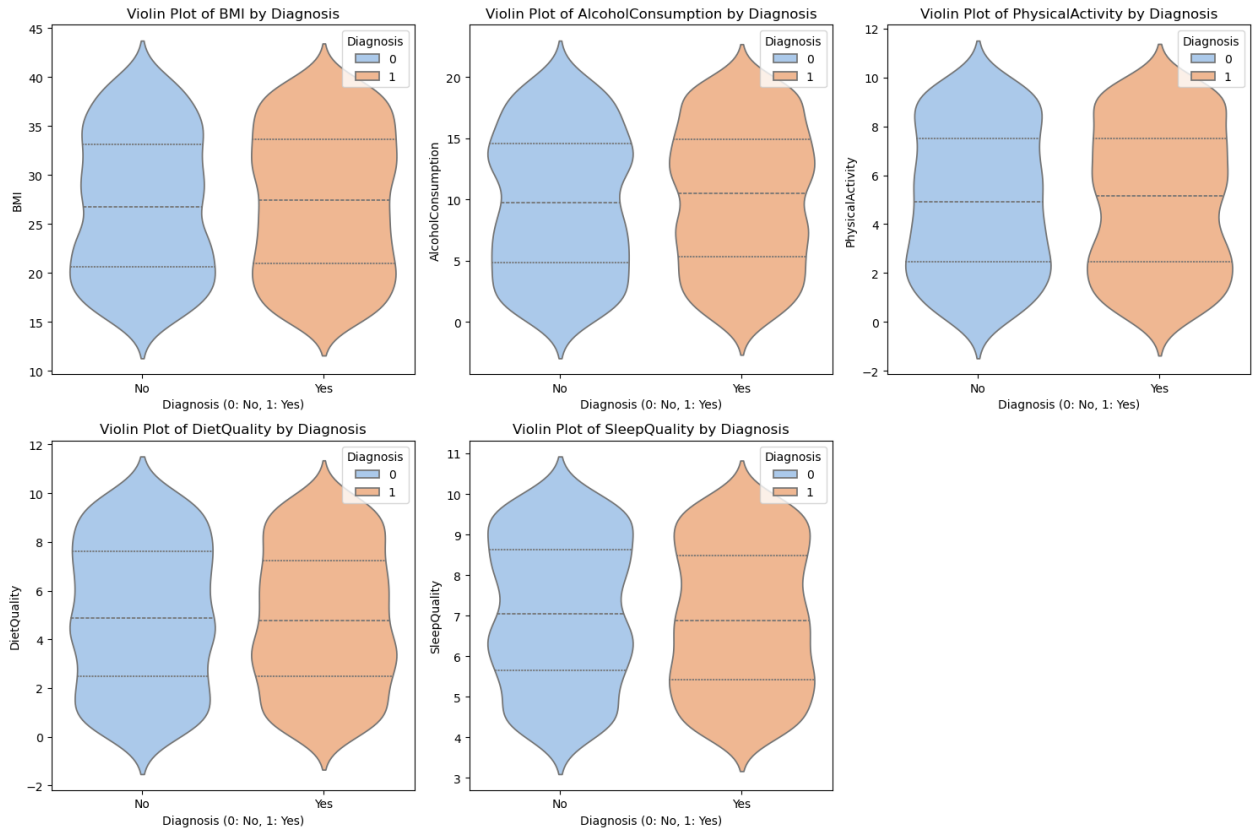 Violin Plot of BMI by Diagnosis
45
40
35
30
25
20
15
10
BMI
Diagnosis
0
1
No
Yes
Diagnosis (0: No, 1: Yes)
Violin Plot of AlcoholConsumption by Diagnosis
20
15
10
5
0
AlcoholConsumption
Diagnosis
0
1
No
Yes
Diagnosis (0: No, 1: Yes)
Violin Plot of PhysicalActivity by Diagnosis
12
10
8
6
4
2
0
−2
PhysicalActivity
Diagnosis
0
1
No
Yes
Diagnosis (0: No, 1: Yes)
Violin Plot of DietQuality by Diagnosis
12
10
8
6
4
2
0
−2
DietQuality
Diagnosis
0
1
No
Yes
Diagnosis (0: No, 1: Yes)
Violin Plot of SleepQuality by Diagnosis
11
10
9
8
7
6
5
4
3
SleepQuality
Diagnosis
0
1
No
Yes
Diagnosis (0: No, 1: Yes)